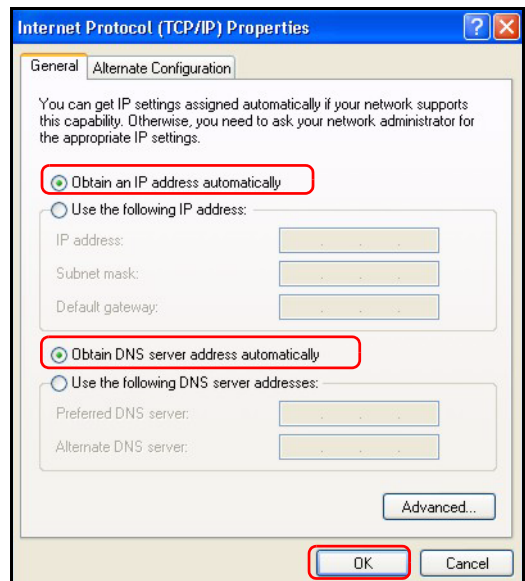 Internet Protocol (TCP/IP) Properties
General
Alternate Configuration
You can get IP settings assigned automatically if your network supports
this capability. Otherwise, you need to ask your network administrator for
the appropriate IP settings.
Obtain an IP address automatically
Use the following IP address:
IP address:
Subnet mask:
Default gateway:
Obtain DNS server address automatically
Use the following DNS server addresses:
Preferred DNS server:
Alternate DNS server:
Advanced...
OK
Cancel